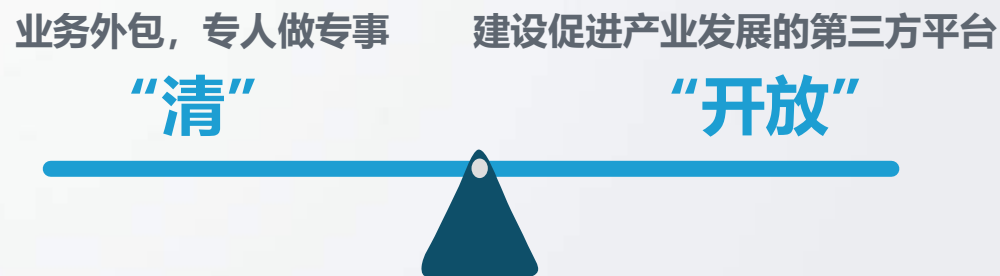 业务外包，专人做专事
“清”
建设促进产业发展的第三方平台
“开放”